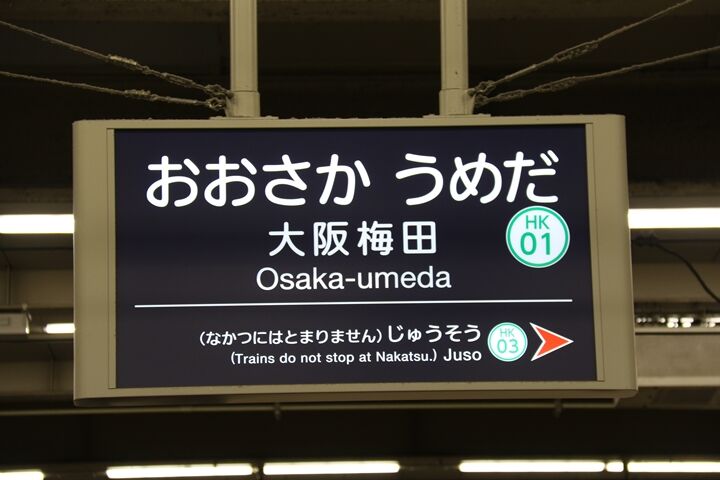 おおさか うめだ
大阪梅田
HK
01
Osaka-umeda
(なかつにはとまりません) じゅうそう
(Trains do not stop at Nakatsu.) Juso
HK
03